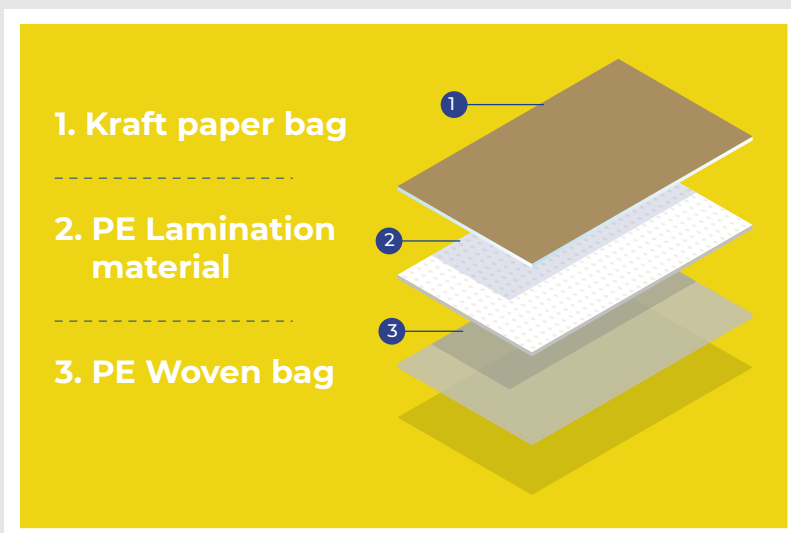 1. Kraft paper bag
2. PE Lamination
material
3. PE Woven bag
1
2
3